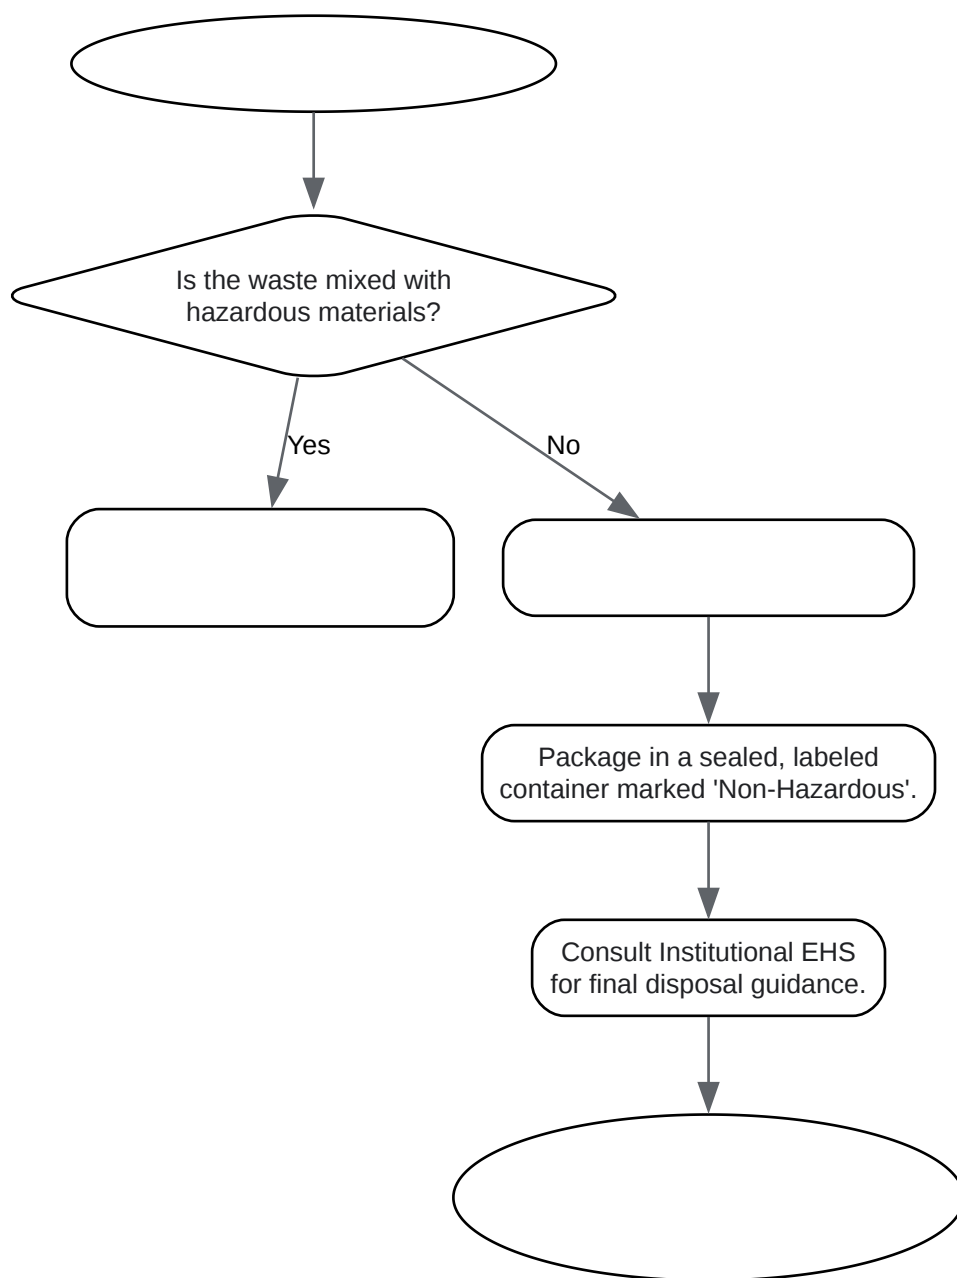 Is the waste mixed with
hazardous materials?
Yes
No
Package in a sealed, labeled
container marked 'Non-Hazardous'.
Consult Institutional EHS
for final disposal guidance.